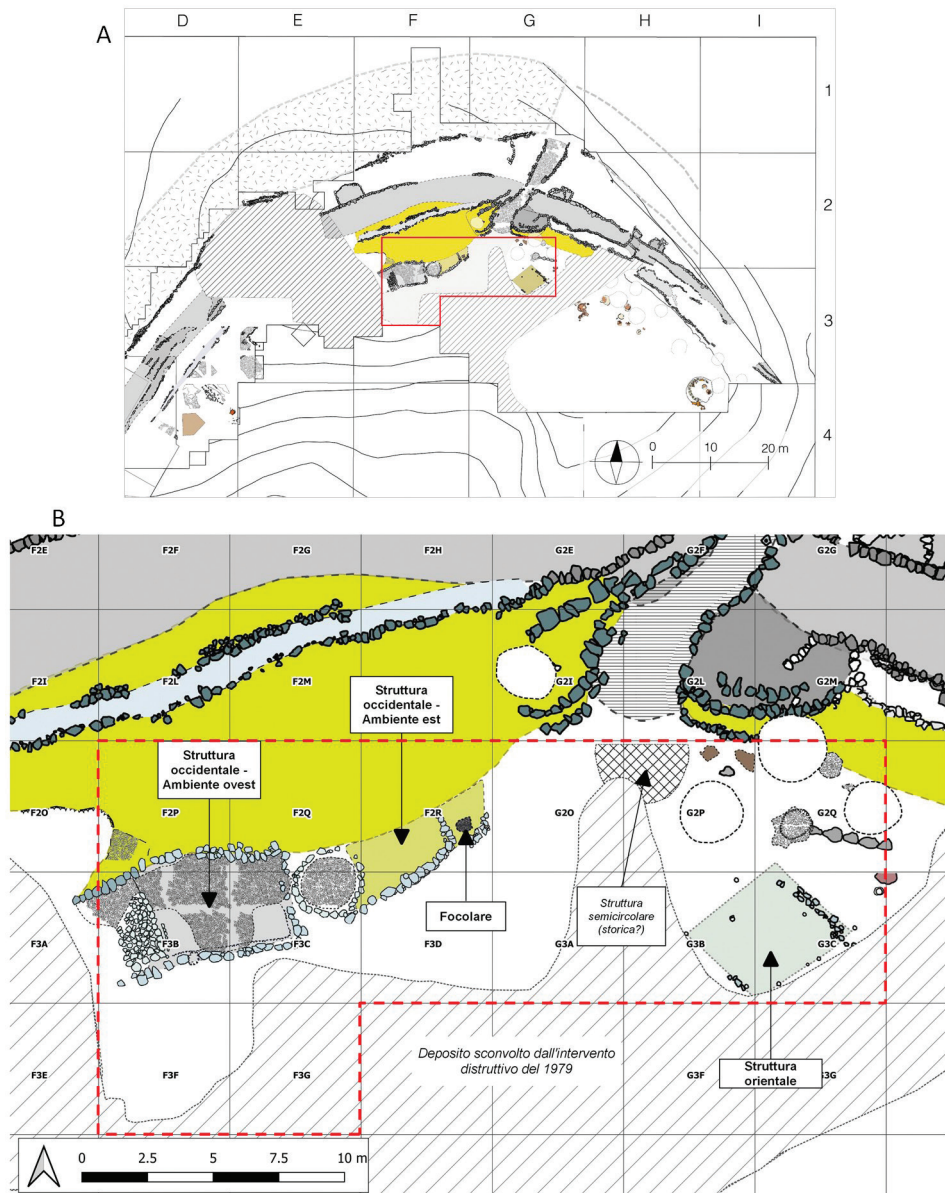 A
D E F G H I
1
2
3
4
0 10 20 m
B
F2E F2F F2G F2H G2E G2F G2G
F2I F2L F2M G2I G2L G2M
Struttura
occidentale -
Ambiente est
Struttura
occidentale -
Ambiente ovest
F2O F2P F2Q F2R G2O G2P G2Q
Focolare
Struttura
semicircolare
(storica?)
F3A F3B F3C F3D G3A G3B G3C
Deposito sconvolto dall'intervento
distruttivo del 1979
Struttura
orientale
F3E F3F F3G G3F G3G
0 2.5 5 7.5 10 m